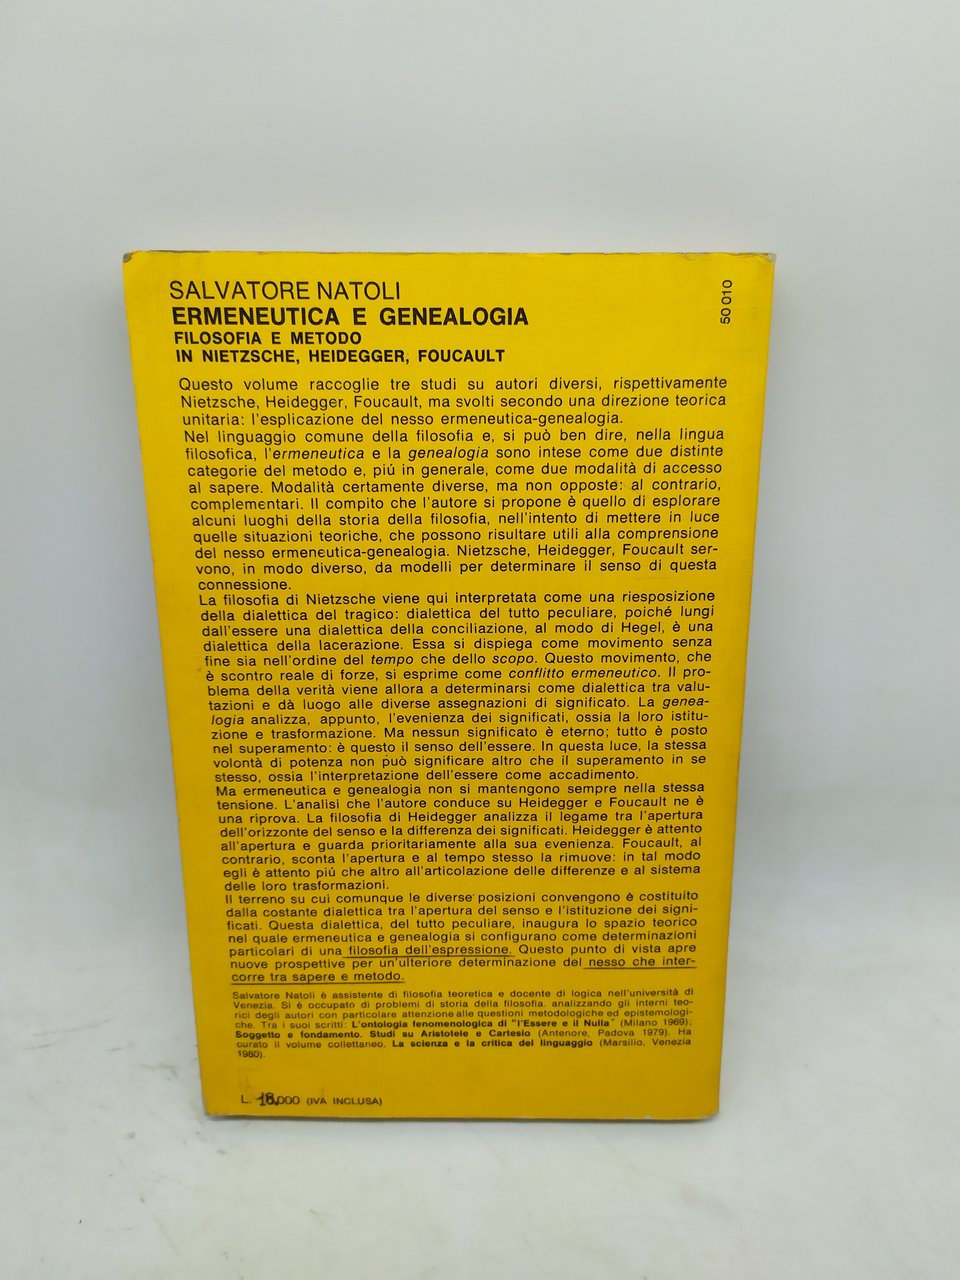 SALVATORE NATOLI
ERMENEUTICA E GENEALOGIA
FILOSOFIA E METODO
IN NIETZSCHE, HEIDEGGER, FOUCAULT
50 010
Questo volume raccoglie tre studi su autori diversi, rispettivamente
Nietzsche, Heidegger, Foucault, ma svolti secondo una direzione teorica
unitaria: l'esplicazione del nesso ermeneutica-genealogia.
Nel linguaggio comune della filosofia e, si può ben dire, nella lingua
filosofica, l'ermeneutica e la genealogia sono intese come due distinte
categorie del metodo e, piú in generale, come due modalità di accesso
al sapere. Modalità certamente diverse, ma non opposte: al contrario,
complementari. Il compito che l'autore si propone è quello di esplorare
alcuni luoghi della storia della filosofia, nell'intento di mettere in luce
quelle situazioni teoriche, che possono risultare utili alla comprensione
del nesso ermeneutica-genealogia. Nietzsche, Heidegger, Foucault ser-
vono, in modo diverso, da modelli per determinare il senso di questa
connessione.
La filosofia di Nietzsche viene qui interpretata come una riesposizione
della dialettica del tragico: dialettica del tutto peculiare, poiché lungi
dall'essere una dialettica della conciliazione, al modo di Hegel, è una
dialettica della lacerazione. Essa si dispiega come movimento senza
fine sia nell'ordine del tempo che dello scopo. Questo movimento, che
è scontro reale di forze, si esprime come conflitto ermeneutico. Il pro-
blema della verità viene allora a determinarsi come dialettica tra valu-
tazioni e dà luogo alle diverse assegnazioni di significato. La genea-
logia analizza, appunto, l'evenienza dei significati, ossia la loro istitu-
zione e trasformazione. Ma nessun significato è eterno; tutto è posto
nel superamento: è questo il senso dell'essere. In questa luce, la stessa
volontà di potenza non può significare altro che il superamento in se
stesso, ossia l'interpretazione dell'essere come accadimento.
Ma ermeneutica e genealogia non si mantengono sempre nella stessa
tensione. L'analisi che l'autore conduce su Heidegger e Foucault ne è
una riprova. La filosofia di Heidegger analizza il legame tra l'apertura
dell'orizzonte del senso e la differenza dei significati. Heidegger è attento
all'apertura e guarda prioritariamente alla sua evenienza. Foucault, al
contrario, sconta l'apertura e al tempo stesso la rimuove: in tal modo
egli è attento piú che altro all'articolazione delle differenze e al sistema
delle loro trasformazioni.
Il terreno su cui comunque le diverse posizioni convengono è costituito
dalla costante dialettica tra l'apertura del senso e l'istituzione dei signi-
ficati. Questa dialettica, del tutto peculiare, inaugura lo spazio teorico
nel quale ermeneutica e genealogia si configurano come determinazioni
particolari di una filosofia dell'espressione. Questo punto di vista apre
nuove prospettive per un'ulteriore determinazione del nesso che inter-
corre tra sapere e metodo.
Salvatore Natoli è assistente di filosofia teoretica e docente di logica nell'università di
Venezia. Si è occupato di problemi di storia della filosofia, analizzando gli interni teo-
rici degli autori con particolare attenzione alle questioni metodologiche ed epistemologi-
che. Tra i suoi scritti: L'ontologia fenomenologica di "l'Essere e il Nulla" (Milano 1969);
Soggetto e fondamento. Studi su Aristotele e Cartesio (Antenore, Padova 1979). Ha
curato il volume collettaneo. La scienza e la critica del linguaggio (Marsilio, Venezia
1980).
L. 18.000 (IVA INCLUSA)